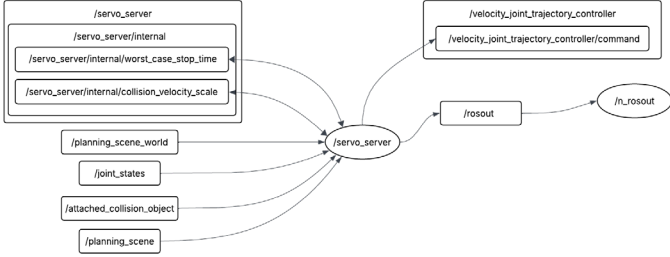 /servo_server
/servo_server/internal
/servo_server/internal/worst_case_stop_time
/servo_server/internal/collision_velocity_scale
/planning_scene_world
/joint_states
/attached_collision_object
/planning_scene
/servo_server
/velocity_joint_trajectory_controller
/velocity_joint_trajectory_controller/command
/rosout
/n_rosout